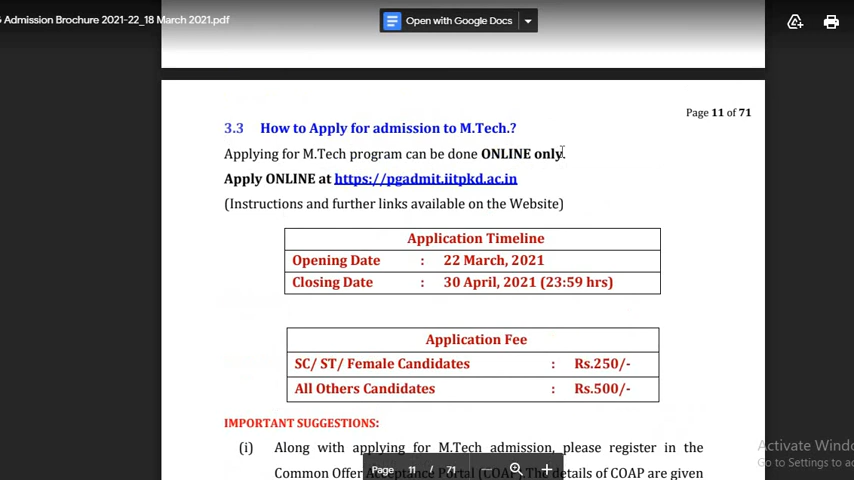 Admission Brochure 2021-22_18 March 2021.pdf
Open with Google Docs
Page 11 of 71
3.3 How to Apply for admission to M.Tech.?
Applying for M.Tech program can be done ONLINE only.
Apply ONLINE at https://pgadmit.iitpkd.ac.in
(Instructions and further links available on the Website)
Application Timeline
Opening Date : 22 March, 2021
Closing Date : 30 April, 2021 (23:59 hrs)
Application Fee
SC/ ST/ Female Candidates : Rs.250/-
All Others Candidates : Rs.500/-
IMPORTANT SUGGESTIONS:
(i) Along with applying for M.Tech admission, please register in the
Common Offer Acceptance Portal (COAP).The details of COAP are given
Page 11 / 71
Activate Windo
Go to Settings to a